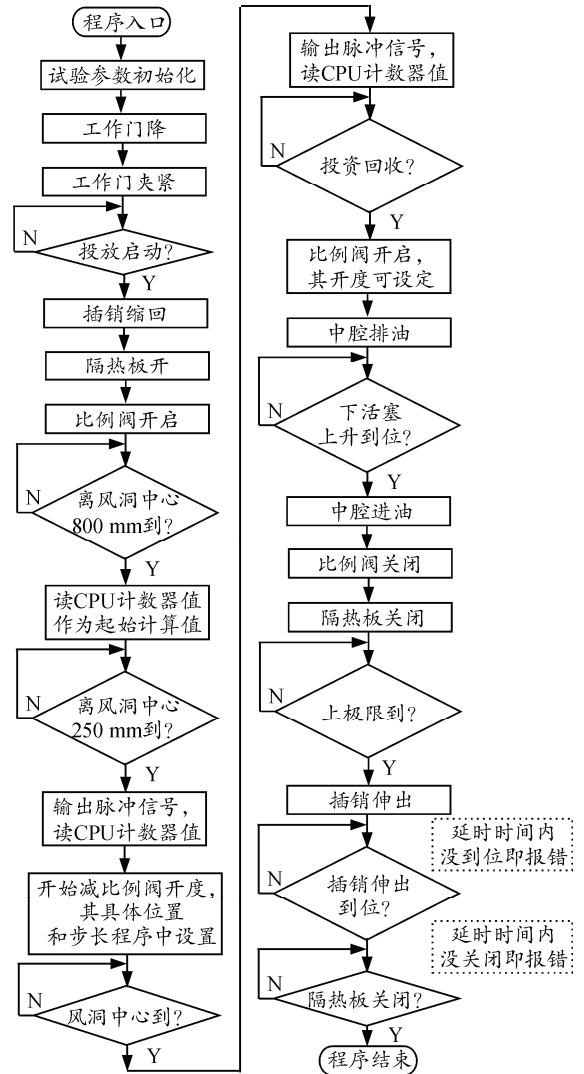 程序入口
试验参数初始化
工作门降
工作门夹紧
N
投放启动?
Y
插销缩回
隔热板开
比例阀开启
N
离风洞中心
800 mm到?
Y
读CPU计数器值
作为起始计算值
N
离风洞中心
250 mm到?
Y
输出脉冲信号,
读CPU计数器值
开始减比例阀开度,
其具体位置
和步长程序中设置
N
风洞中心到?
Y
输出脉冲信号,
读CPU计数器值
N
投资回收?
Y
比例阀开启,
其开度可设定
中腔排油
N
下活塞
上升到位?
Y
中腔进油
比例阀关闭
隔热板关闭
N
上极限到?
Y
插销伸出
延时时间内
没到位即报错
N
插销伸出
到位?
延时时间内
没关闭即报错
N
隔热板关闭?
Y
程序结束